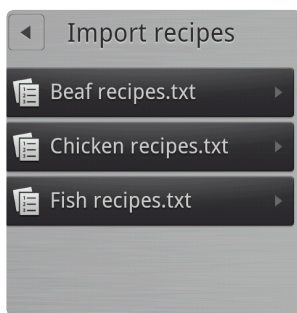 Import recipes
Beaf recipes.txt
Chicken recipes.txt
Fish recipes.txt